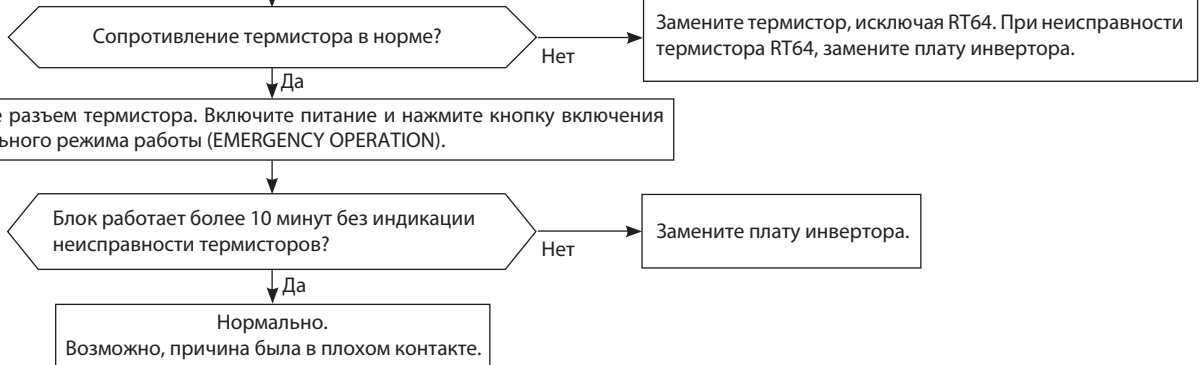 Сопротивление термистора в норме?
Нет
Замените термистор, исключая RT64. При неисправности
термистора RT64, замените плату инвертора.
Да
разъем термистора. Включите питание и нажмите кнопку включения
режима работы (EMERGENCY OPERATION).
Блок работает более 10 минут без индикации
неисправности термисторов?
Нет
Замените плату инвертора.
Да
Нормально.
Возможно, причина была в плохом контакте.